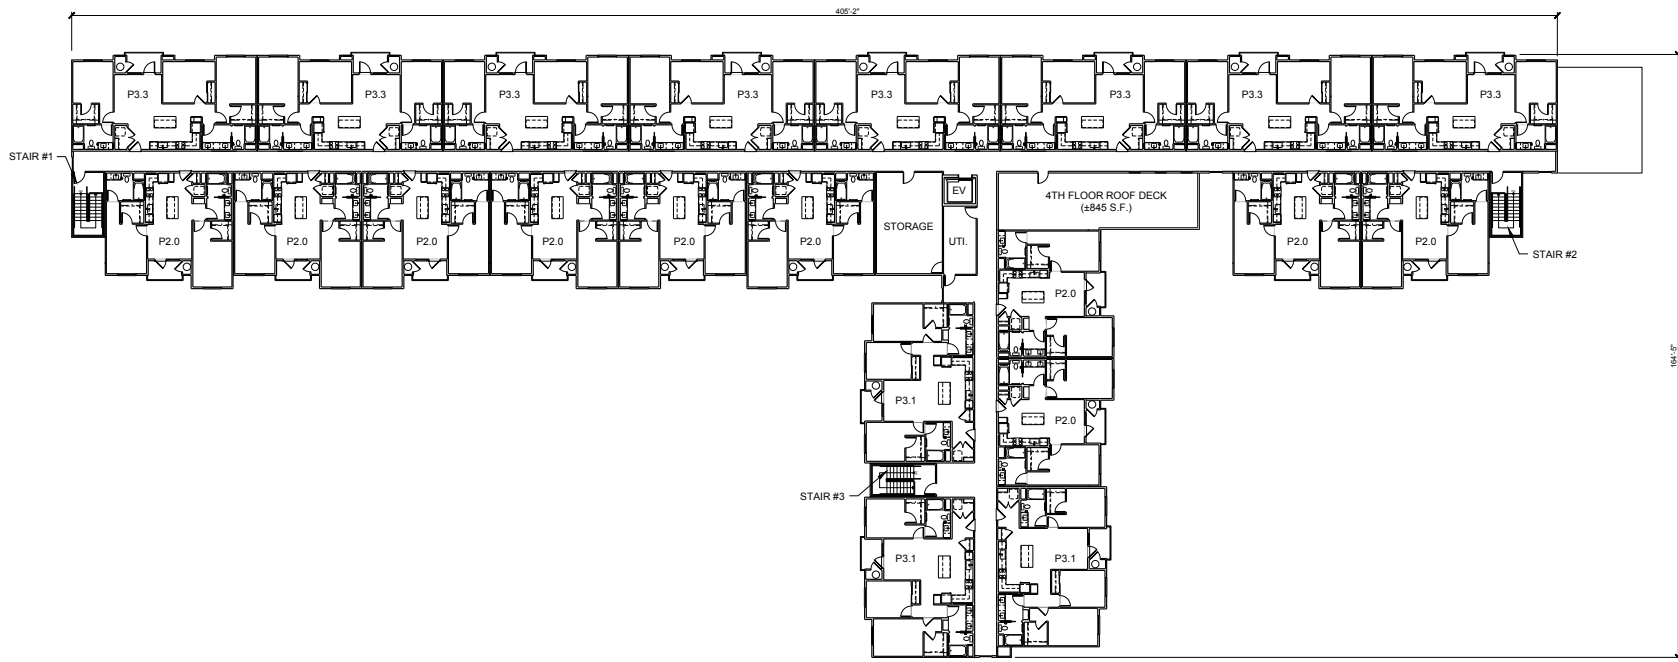 405'-2"
P3.3
P3.3
P3.3
P3.3
P3.3
P3.3
P3.3
P3.3
STAIR #1
EV
4TH FLOOR ROOF DECK
(±845 S.F.)
STORAGE
UTI.
P2.0
P2.0
P2.0
P2.0
P2.0
P2.0
P2.0
P2.0
STAIR #2
P2.0
164'-5"
P3.1
P2.0
STAIR #3
P3.1
P3.1